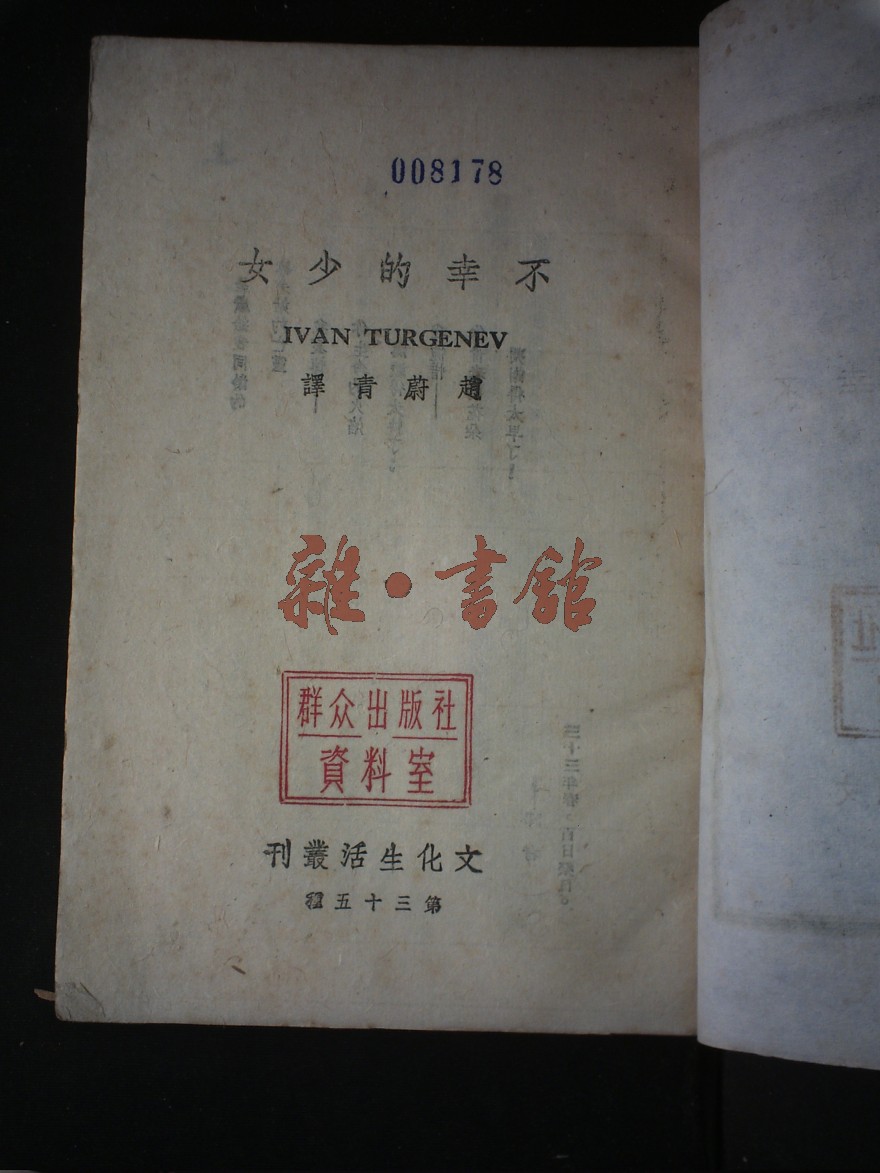 008178
不幸的少女
IVAN TURGENEV
趙蔚青譯
雜·書館
群众出版社
資料室
文化生活叢刊
第三十五種